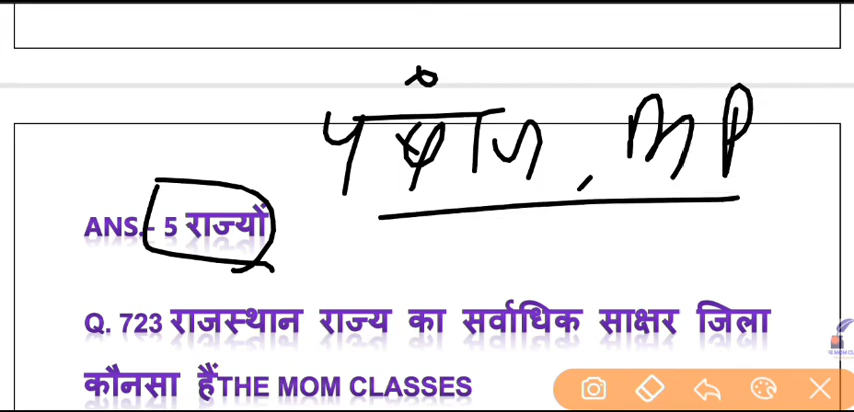 MP
ANS.- 5 राज्यों
Q. 723 राजस्थान राज्य का सर्वाधिक साक्षर जिला
कौनसा हैंTHE MOM CLASSES